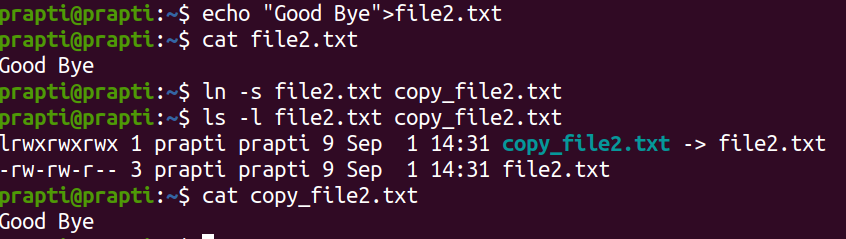 prapti@prapti:~$ echo "Good Bye">file2.txt
prapti@prapti:~$ cat file2.txt
Good Bye
prapti@prapti:~$ ln -s file2.txt copy_file2.txt
prapti@prapti:~$ ls -l file2.txt copy_file2.txt
lrwxrwxrwx 1 prapti prapti 9 Sep  1 14:31 copy_file2.txt -> file2.txt
-rw-rw-r-- 3 prapti prapti 9 Sep  1 14:31 file2.txt
prapti@prapti:~$ cat copy_file2.txt
Good Bye